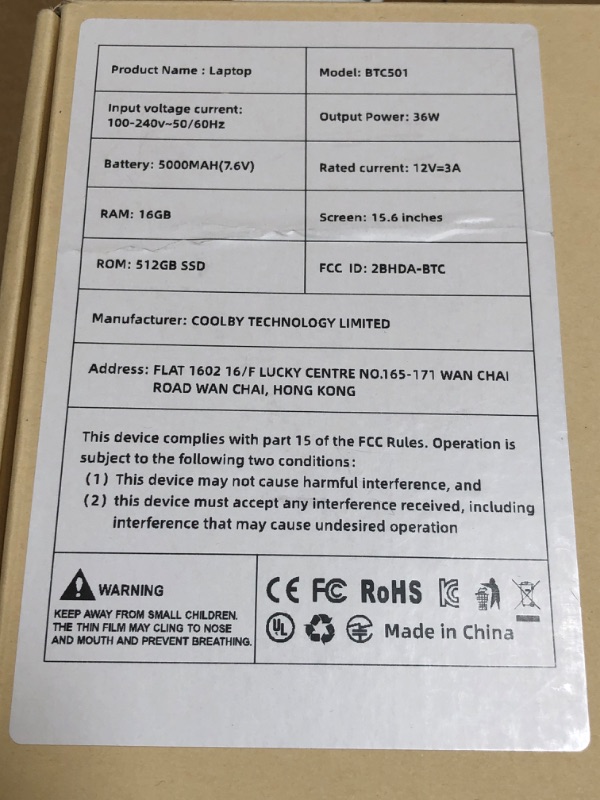 Product Name : Laptop
Model: BTC501
Input voltage current:
100-240v~50/60Hz
Output Power: 36W
Battery: 5000MAH(7.6V)
Rated current: 12V=3A
RAM: 16GB
Screen: 15.6 inches
ROM: 512GB SSD
FCC ID: 2BHDA-BTC
Manufacturer: COOLBY TECHNOLOGY LIMITED
Address: FLAT 1602 16/F LUCKY CENTRE NO.165-171 WAN CHAI
ROAD WAN CHAI, HONG KONG
This device complies with part 15 of the FCC Rules. Operation is
subject to the following two conditions:
(1) This device may not cause harmful interference, and
(2) this device must accept any interference received, including
interference that may cause undesired operation
WARNING
KEEP AWAY FROM SMALL CHILDREN.
THE THIN FILM MAY CLING TO NOSE
AND MOUTH AND PREVENT BREATHING.
CE FC RoHS KC
UL Made in China